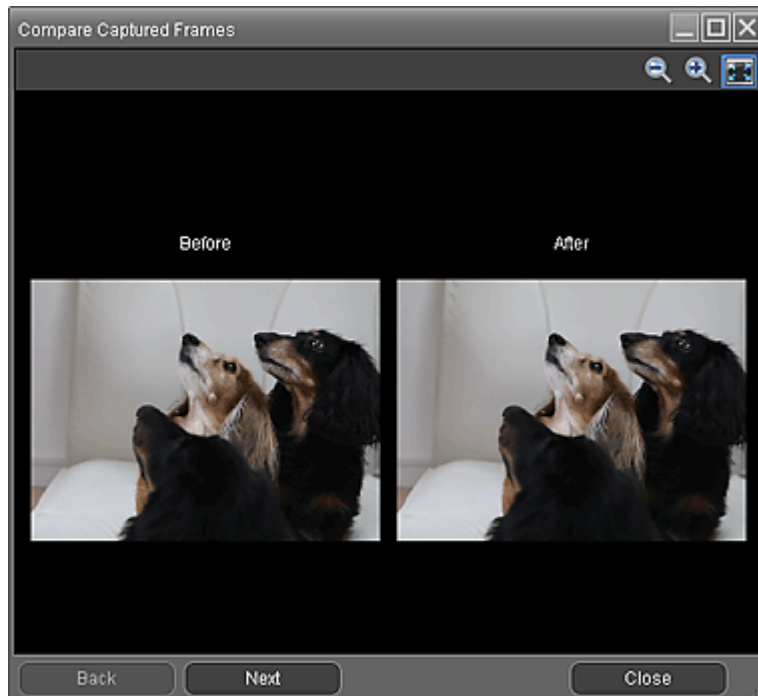 Compare Captured Frames
Before
After
Back
Next
Close